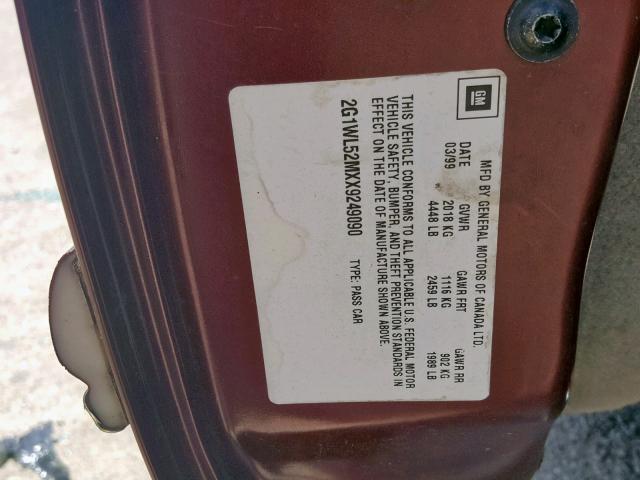 GM
MFD BY GENERAL MOTORS OF CANADA LTD.
DATE GVWR GAWR FRT GAWR RR
03/99 2018 KG 1116 KG 902 KG
4448 LB 2459 LB 1989 LB
THIS VEHICLE CONFORMS TO ALL APPLICABLE U.S. FEDERAL MOTOR
VEHICLE SAFETY, BUMPER, AND THEFT PREVENTION STANDARDS IN
EFFECT ON THE DATE OF MANUFACTURE SHOWN ABOVE.
2G1WL52MXX9249090 TYPE: PASS CAR